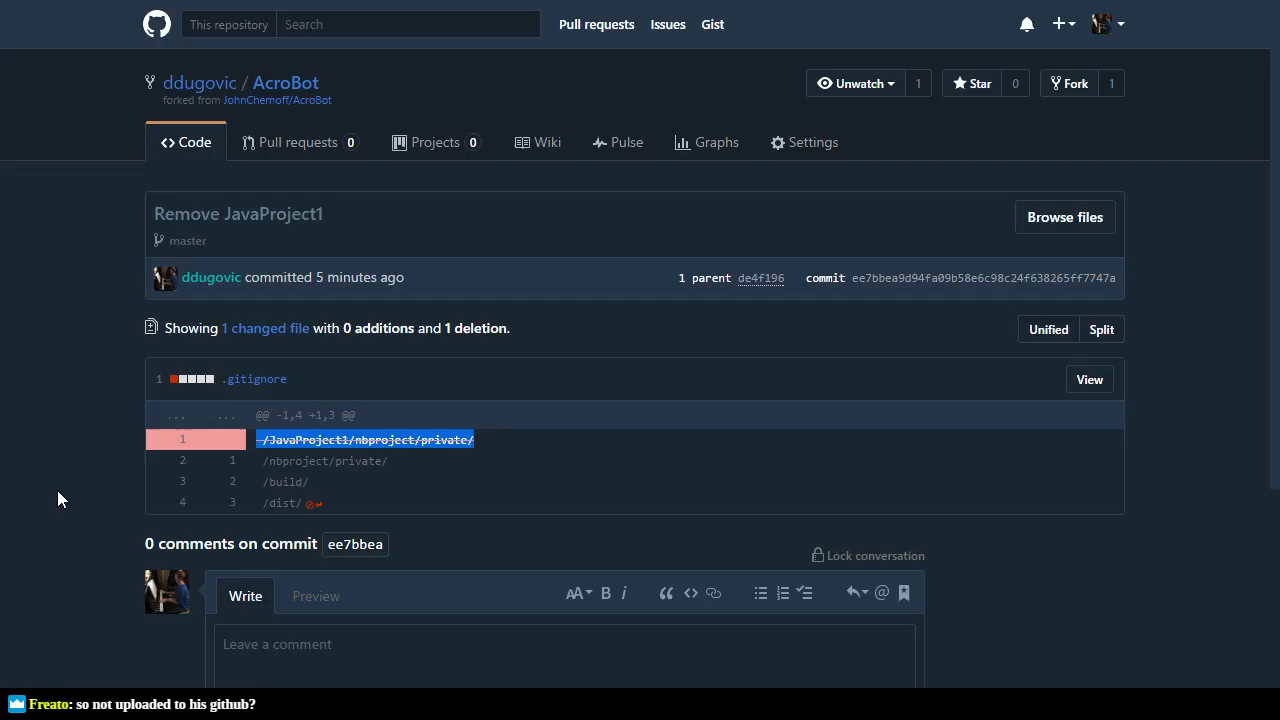 This repository Search Pull requests Issues Gist
ddugovic / AcroBot
forked from JohnChernoff/AcroBot
Unwatch 1 Star 0 Fork 1
Code Pull requests 0 Projects 0 Wiki Pulse Graphs Settings
Remove JavaProject1
master
Browse files
ddugovic committed 5 minutes ago 1 parent de4f196 commit ee7bbea9d94fa09b58e6c98c24f638265ff7747a
Showing 1 changed file with 0 additions and 1 deletion. Unified Split
1 .gitignore View
... ... @@ -1,4 +1,3 @@
1 -/JavaProject1/nbproject/private/
2 1 /nbproject/private/
3 2 /build/
4 3 /dist/
0 comments on commit ee7bbea
Lock conversation
Write Preview AA B i @
Leave a comment
Freato: so not uploaded to his github?